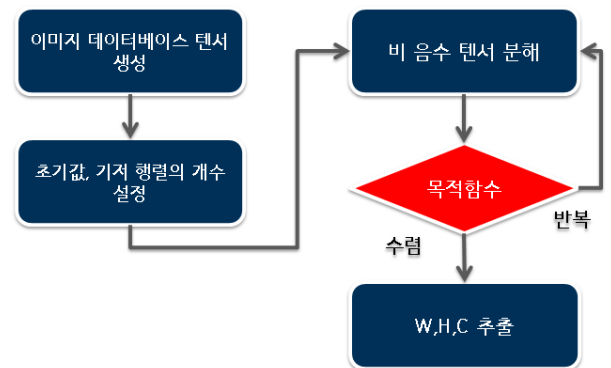 이미지 데이터베이스 텐서
생성
초기값, 기저 행렬의 개수
설정
비 음수 텐서 분해
목적함수
반복
수렴
W,H,C 추출